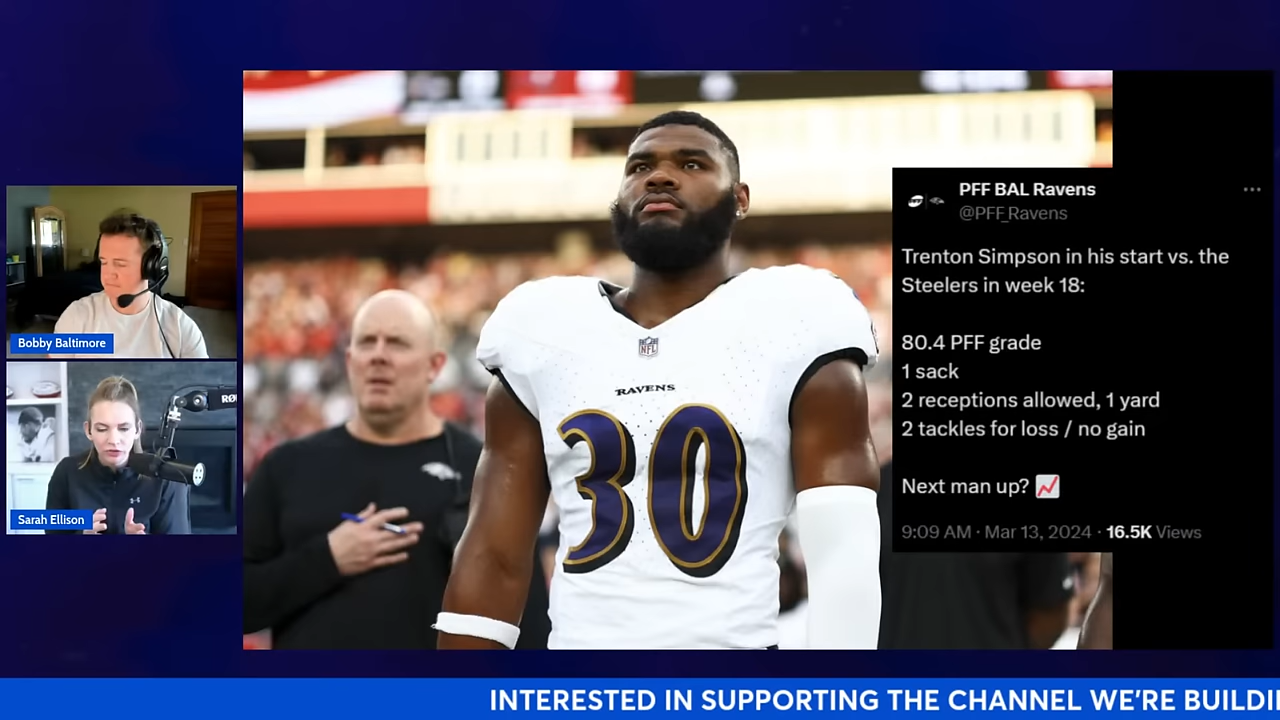 Bobby Baltimore
Sarah Ellison
RAVENS
30
NFL
PFF BAL Ravens
@PFF_Ravens
Trenton Simpson in his start vs. the
Steelers in week 18:
80.4 PFF grade
1 sack
2 receptions allowed, 1 yard
2 tackles for loss / no gain
Next man up? 📈
9:09 AM · Mar 13, 2024 · 16.5K Views
INTERESTED IN SUPPORTING THE CHANNEL WE'RE BUILDI